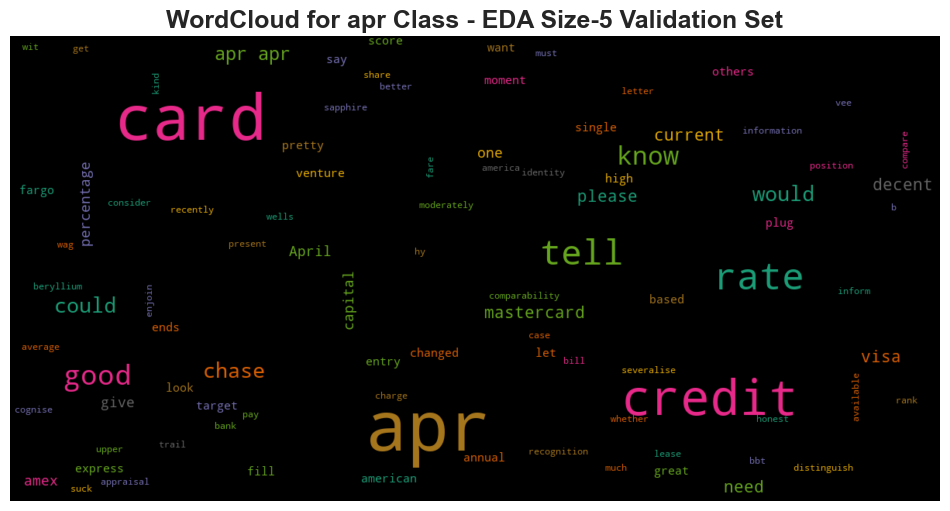 WordCloud for apr Class - EDA Size-5 Validation Set
wit
get
apr apr
score
want
must
say
share
better
kind
moment
others
letter
vee
card
sapphire
single
current
information
pretty
one
know
compare
fare
america
identity
position
venture
high
decent
fargo
percentage
consider
recently
please
would
b
moderately
wells
plug
wag
present
April
hy
tell
rate
beryllium
enjoin
capital
comparability
based
inform
could
mastercard
ends
case
average
changed
let
bill
visa
entry
good
chase
severalise
look
available
charge
credit
rank
cognise
give
target
pay
bank
whether
honest
apr
upper
trail
annual
recognition
lease
bbt
express
fill
much
great
distinguish
amex
suck
appraisal
american
need